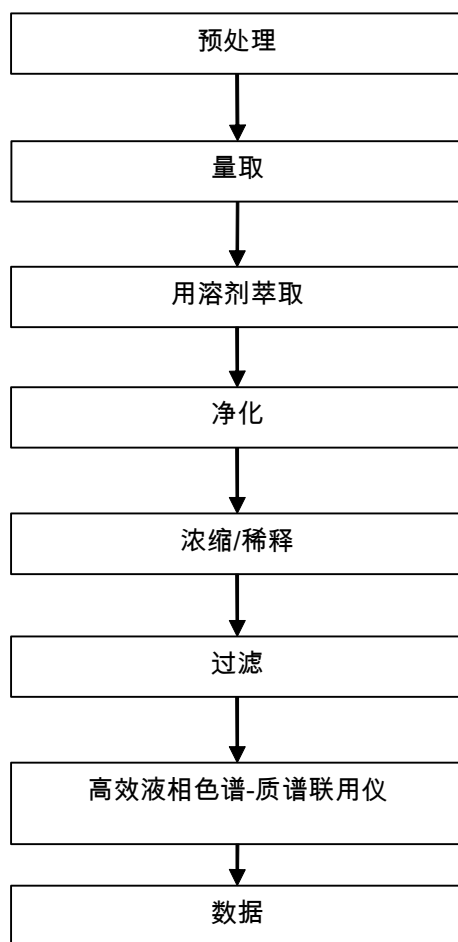 预处理
量取
用溶剂萃取
净化
浓缩/稀释
过滤
高效液相色谱-质谱联用仪
数据